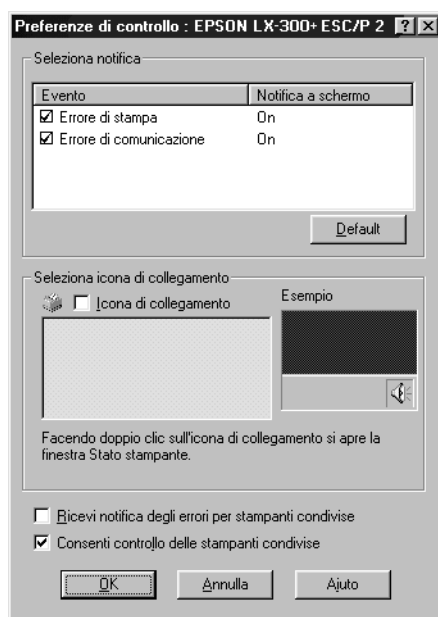 Preferenze di controllo : EPSON LX-300+ ESC/P 2
Seleziona notifica
Evento Notifica a schermo
Errore di stampa On
Errore di comunicazione On
Default
Seleziona icona di collegamento
Icona di collegamento
Esempio
Facendo doppio clic sull'icona di collegamento si apre la
finestra Stato stampante.
Ricevi notifica degli errori per stampanti condivise
Consenti controllo delle stampanti condivise
OK Annulla Aiuto